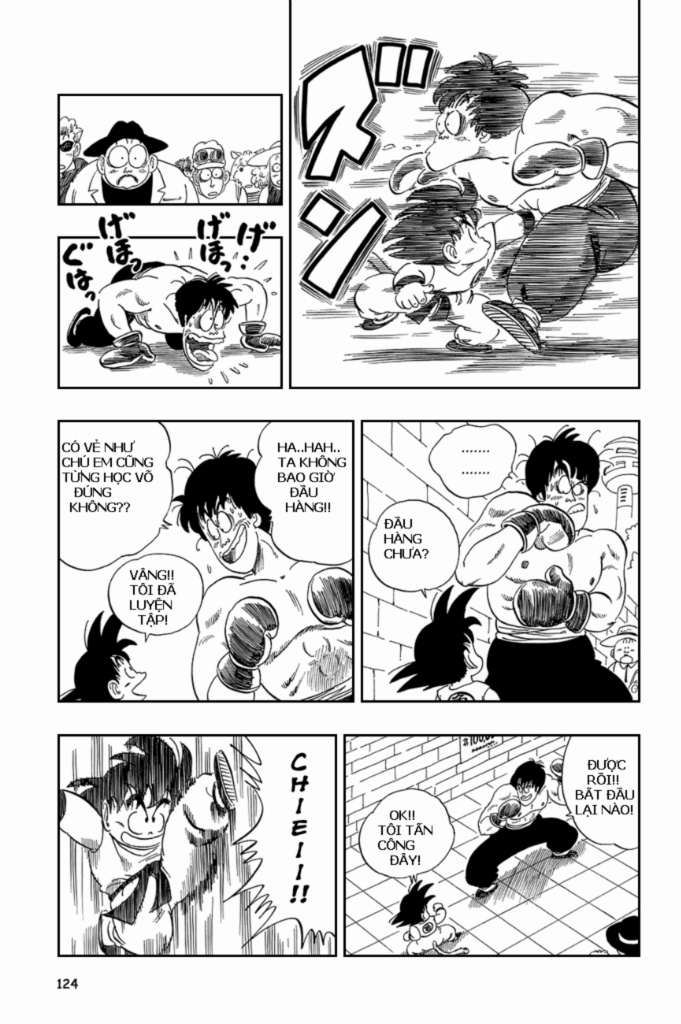 ズ
ン
げほっ
げほっ
げ!
ぐはっ
.......
.......
ĐẦU
HÀNG
CHƯA?
HA..HAH..
TA KHÔNG
BAO GIỜ
ĐẦU
HÀNG!!
CÓ VẺ NHƯ
CHÚ EM CŨNG
TỪNG HỌC VÕ
ĐÚNG
KHÔNG??
VÂNG!!
TÔI ĐÃ
LUYỆN
TẬP!
ĐƯỢC
RỒI!!
BẮT ĐẦU
LẠI NÀO!
OK!!
TÔI TẤN
CÔNG
ĐÂY!
CHIEII!!
124